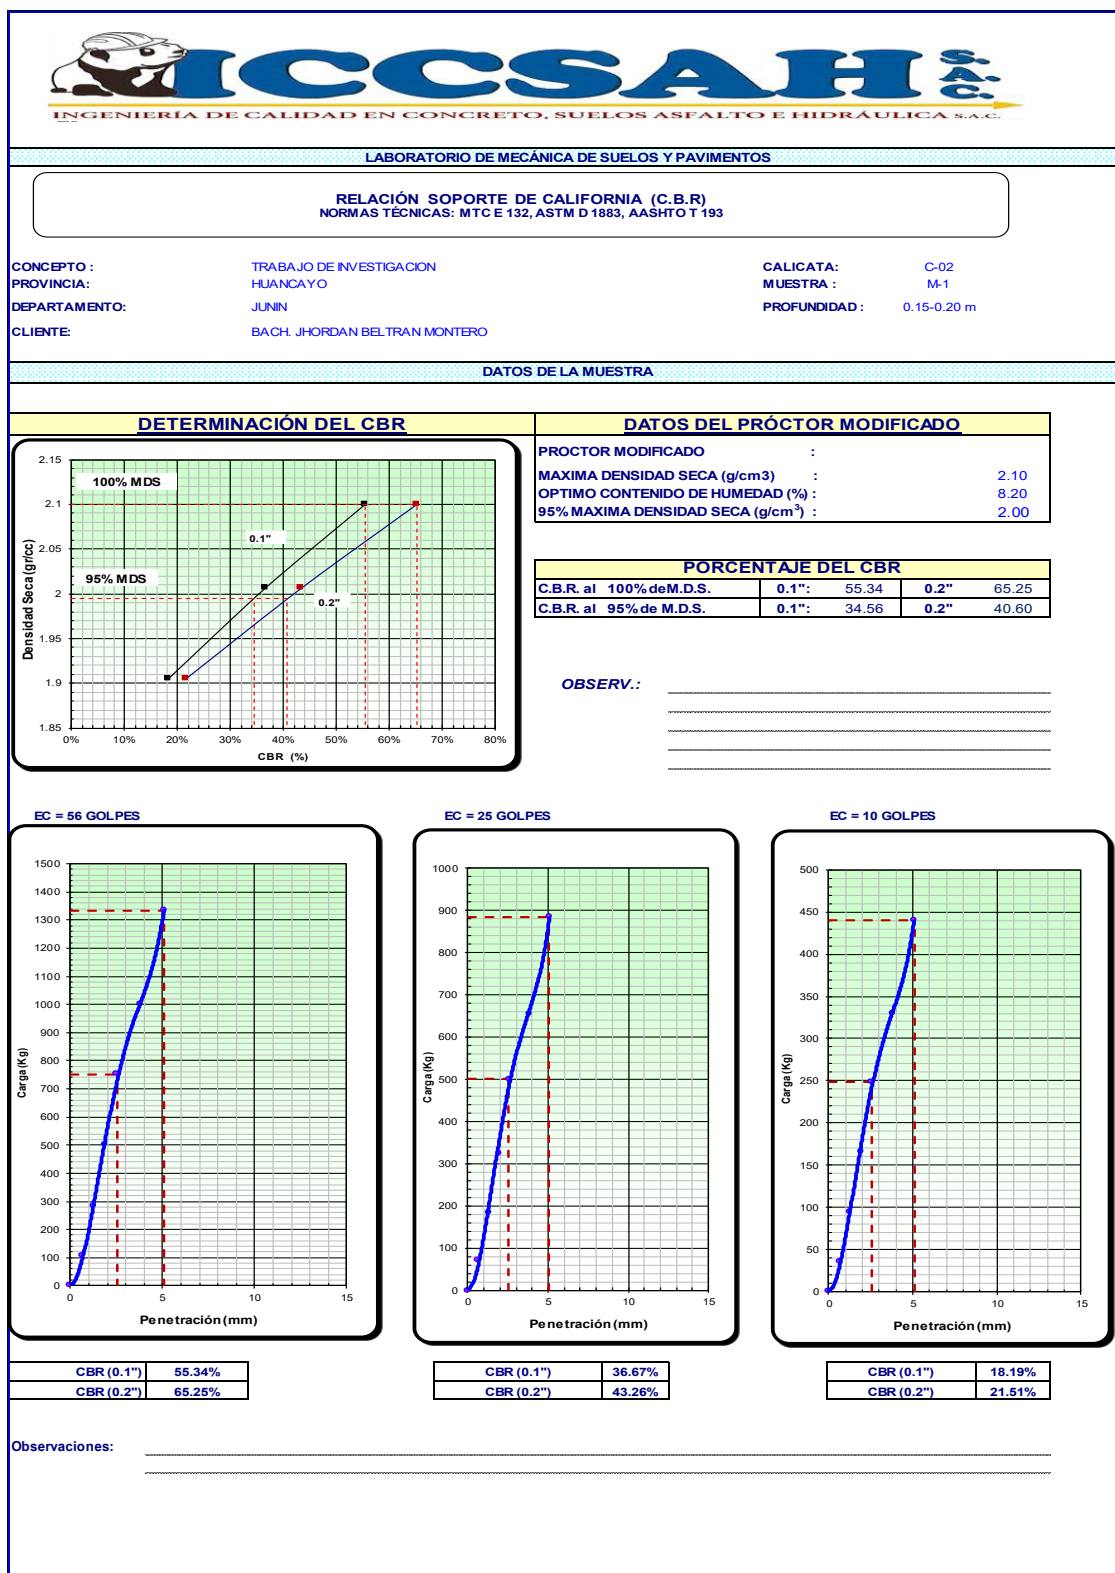 ICCSAH S.A.C.
INGENIERÍA DE CALIDAD EN CONCRETO, SUELOS ASFALTO E HIDRÁULICA S.A.C.
LABORATORIO DE MECÁNICA DE SUELOS Y PAVIMENTOS
RELACIÓN SOPORTE DE CALIFORNIA (C.B.R)
NORMAS TÉCNICAS: MTC E 132, ASTM D 1883, AASHTO T 193
CONCEPTO : TRABAJO DE INVESTIGACION CALICATA: C-02
PROVINCIA: HUANCAYO MUESTRA : M-1
DEPARTAMENTO: JUNIN PROFUNDIDAD : 0.15-0.20 m
CLIENTE: BACH. JHORDAN BELTRAN MONTERO
DATOS DE LA MUESTRA
DETERMINACIÓN DEL CBR
2.15
2.1
2.05
2
1.95
1.9
1.85
Densidad Seca (gr/cc)
100% MDS
0.1"
95% MDS
0.2"
0% 10% 20% 30% 40% 50% 60% 70% 80%
CBR (%)
DATOS DEL PRÓCTOR MODIFICADO
PROCTOR MODIFICADO :
MAXIMA DENSIDAD SECA (g/cm3) : 2.10
OPTIMO CONTENIDO DE HUMEDAD (%) : 8.20
95% MAXIMA DENSIDAD SECA (g/cm3) : 2.00
PORCENTAJE DEL CBR
C.B.R. al 100% de M.D.S. 0.1": 55.34 0.2" 65.25
C.B.R. al 95% de M.D.S. 0.1": 34.56 0.2" 40.60
OBSERV.:
EC = 56 GOLPES
1500
1400
1300
1200
1100
1000
900
800
700
600
500
400
300
200
100
0
Carga (Kg)
0 5 10 15
Penetración (mm)
CBR (0.1") 55.34%
CBR (0.2") 65.25%
EC = 25 GOLPES
1000
900
800
700
600
500
400
300
200
100
0
Carga (Kg)
0 5 10 15
Penetración (mm)
CBR (0.1") 36.67%
CBR (0.2") 43.26%
EC = 10 GOLPES
500
450
400
350
300
250
200
150
100
50
0
Carga (Kg)
0 5 10 15
Penetración (mm)
CBR (0.1") 18.19%
CBR (0.2") 21.51%
Observaciones: